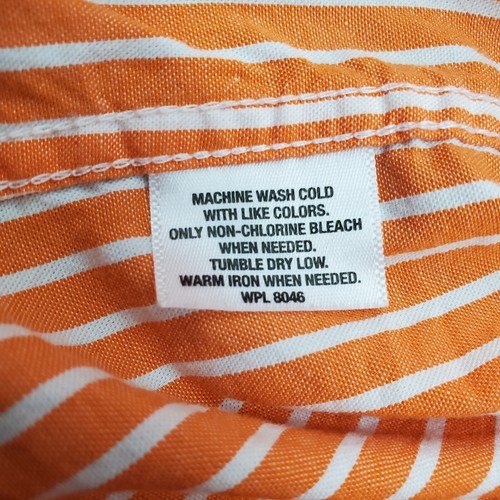 MACHINE WASH COLD
WITH LIKE COLORS.
ONLY NON-CHLORINE BLEACH
WHEN NEEDED.
TUMBLE DRY LOW.
WARM IRON WHEN NEEDED.
WPL 8046